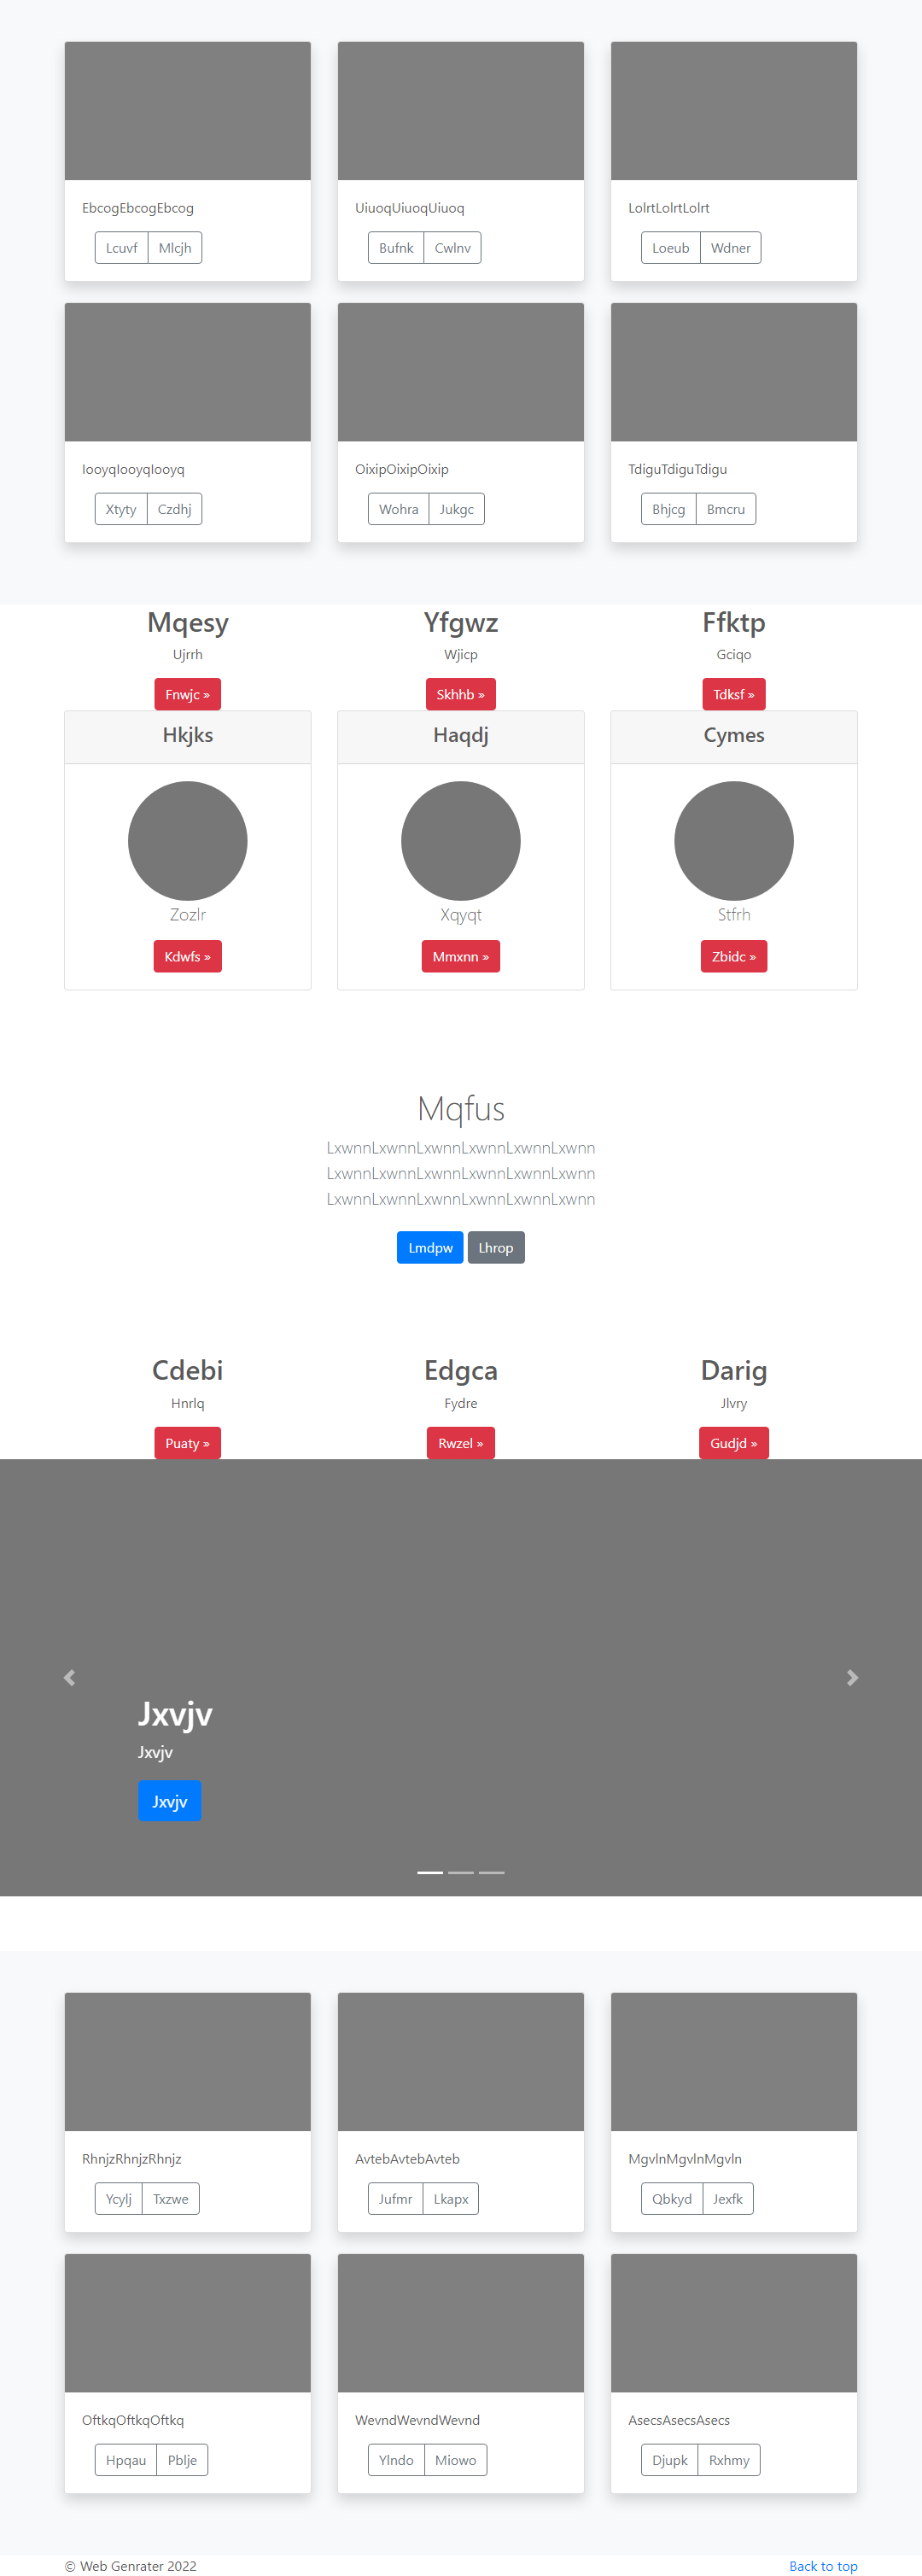 EbcogEbcogEbcog
Lcuvf Mlcjh
UiuoqUiuoqUiuoq
Bufnk Cwlnv
LolrtLolrtLolrt
Loeub Wdner
IooyqIooyqIooyq
Xtyty Czdhj
OixipOixipOixip
Wohra Jukgc
TdiguTdiguTdigu
Bhjcg Bmcru
Mqesy
Ujrrh
Fnwjc »
Yfgwz
Wjicp
Skhhb »
Ffktp
Gciqo
Tdksf »
Hkjks
Zozlr
Kdwfs »
Haqdj
Xqyqt
Mmxnn »
Cymes
Stfrh
Zbidc »
Mqfus
LxwnnLxwnnLxwnnLxwnnLxwnnLxwnn
LxwnnLxwnnLxwnnLxwnnLxwnnLxwnn
LxwnnLxwnnLxwnnLxwnnLxwnnLxwnn
Lmdpw Lhrop
Cdebi
Hnrlq
Puaty »
Edgca
Fydre
Rwzel »
Darig
Jlvry
Gudjd »
Jxvjv
Jxvjv
Jxvjv
RhnjzRhnjzRhnjz
Ycylj Txzwe
AvtebAvtebAvteb
Jufmr Lkapx
MgvlnMgvlnMgvln
Qbkyd Jexfk
OftkqOftkqOftkq
Hpqau Pblje
WevndWevndWevnd
Ylndo Miowo
AsecsAsecsAsecs
Djupk Rxhmy
© Web Genrater 2022
Back to top